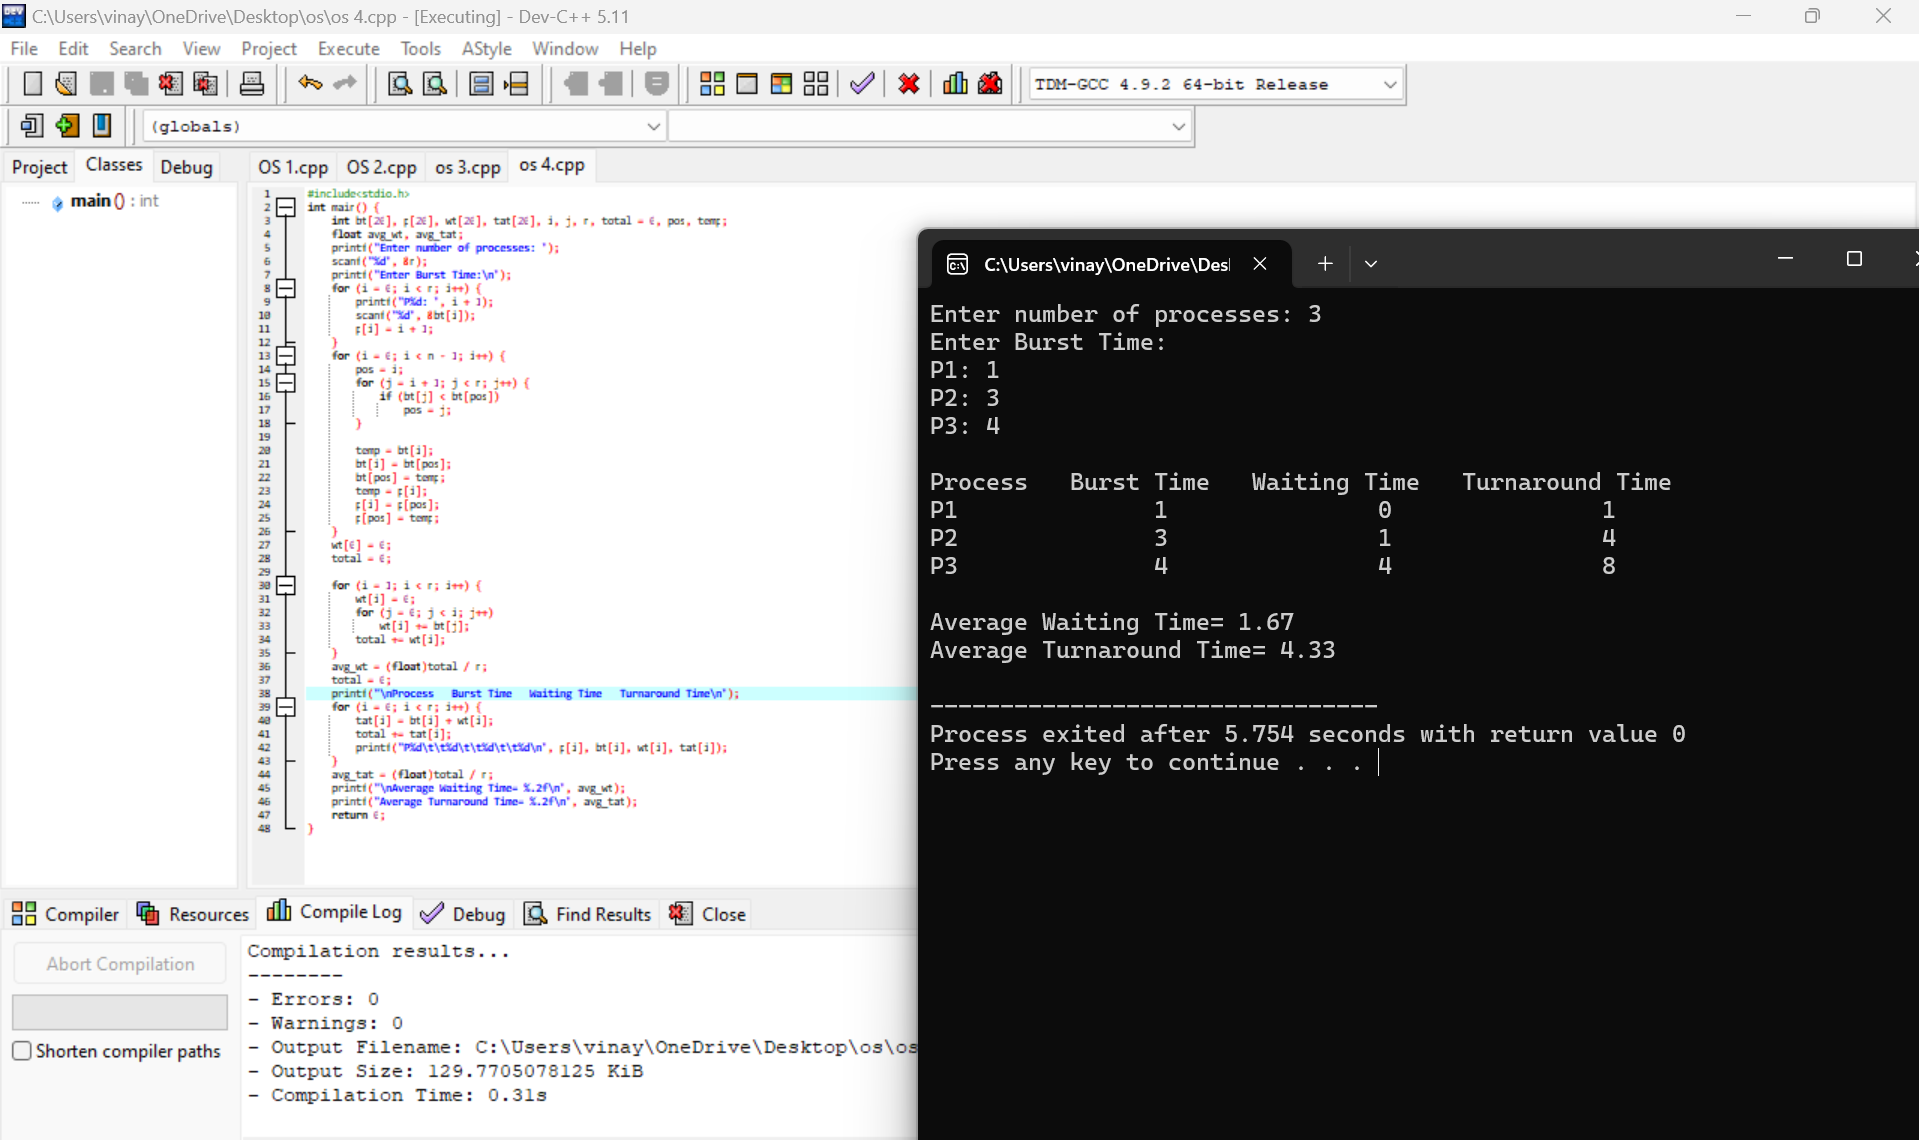 C:\Users\vinay\OneDrive\Desktop\os\os 4.cpp - [Executing] - Dev-C++ 5.11
File Edit Search View Project Execute Tools AStyle Window Help
TDM-GCC 4.9.2 64-bit Release
(globals)
Project Classes Debug
OS 1.cpp OS 2.cpp os 3.cpp os 4.cpp
main () : int
1 #include<stdio.h>
2 int main() {
3 int bt[20], p[20], wt[20], tat[20], i, j, n, total = 0, pos, temp;
4 float avg_wt, avg_tat;
5 printf("Enter number of processes: ");
6 scanf("%d", &n);
7 printf("Enter Burst Time:\n");
8 for (i = 0; i < n; i++) {
9 printf("P%d: ", i + 1);
10 scanf("%d", &bt[i]);
11 p[i] = i + 1;
12 }
13 for (i = 0; i < n - 1; i++) {
14 pos = i;
15 for (j = i + 1; j < n; j++) {
16 if (bt[j] < bt[pos])
17 pos = j;
18 }
19
20 temp = bt[i];
21 bt[i] = bt[pos];
22 bt[pos] = temp;
23 temp = p[i];
24 p[i] = p[pos];
25 p[pos] = temp;
26 }
27 wt[0] = 0;
28 total = 0;
29
30 for (i = 1; i < n; i++) {
31 wt[i] = 0;
32 for (j = 0; j < i; j++)
33 wt[i] += bt[j];
34 total += wt[i];
35 }
36 avg_wt = (float)total / n;
37 total = 0;
38 printf("\nProcess   Burst Time   Waiting Time   Turnaround Time\n");
39 for (i = 0; i < n; i++) {
40 tat[i] = bt[i] + wt[i];
41 total += tat[i];
42 printf("P%d\t\t%d\t\t%d\t\t%d\n", p[i], bt[i], wt[i], tat[i]);
43 }
44 avg_tat = (float)total / n;
45 printf("\nAverage Waiting Time= %.2f\n", avg_wt);
46 printf("Average Turnaround Time= %.2f\n", avg_tat);
47 return 0;
48 }
C:\Users\vinay\OneDrive\Des
Enter number of processes: 3
Enter Burst Time:
P1: 1
P2: 3
P3: 4
Process   Burst Time   Waiting Time   Turnaround Time
P1 1 0 1
P2 3 1 4
P3 4 4 8
Average Waiting Time= 1.67
Average Turnaround Time= 4.33
--------------------------------
Process exited after 5.754 seconds with return value 0
Press any key to continue . . .
Compiler Resources Compile Log Debug Find Results Close
Abort Compilation
Shorten compiler paths
Compilation results...
--------
- Errors: 0
- Warnings: 0
- Output Filename: C:\Users\vinay\OneDrive\Desktop\os\os
- Output Size: 129.7705078125 KiB
- Compilation Time: 0.31s